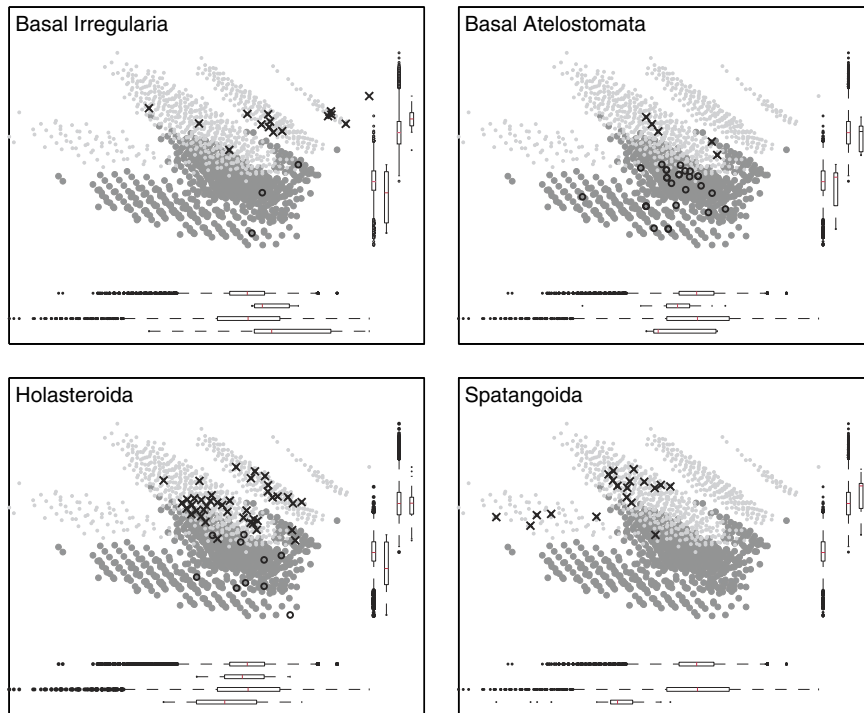 Basal Irregularia
Basal Atelostomata
Holasteroida
Spatangoida